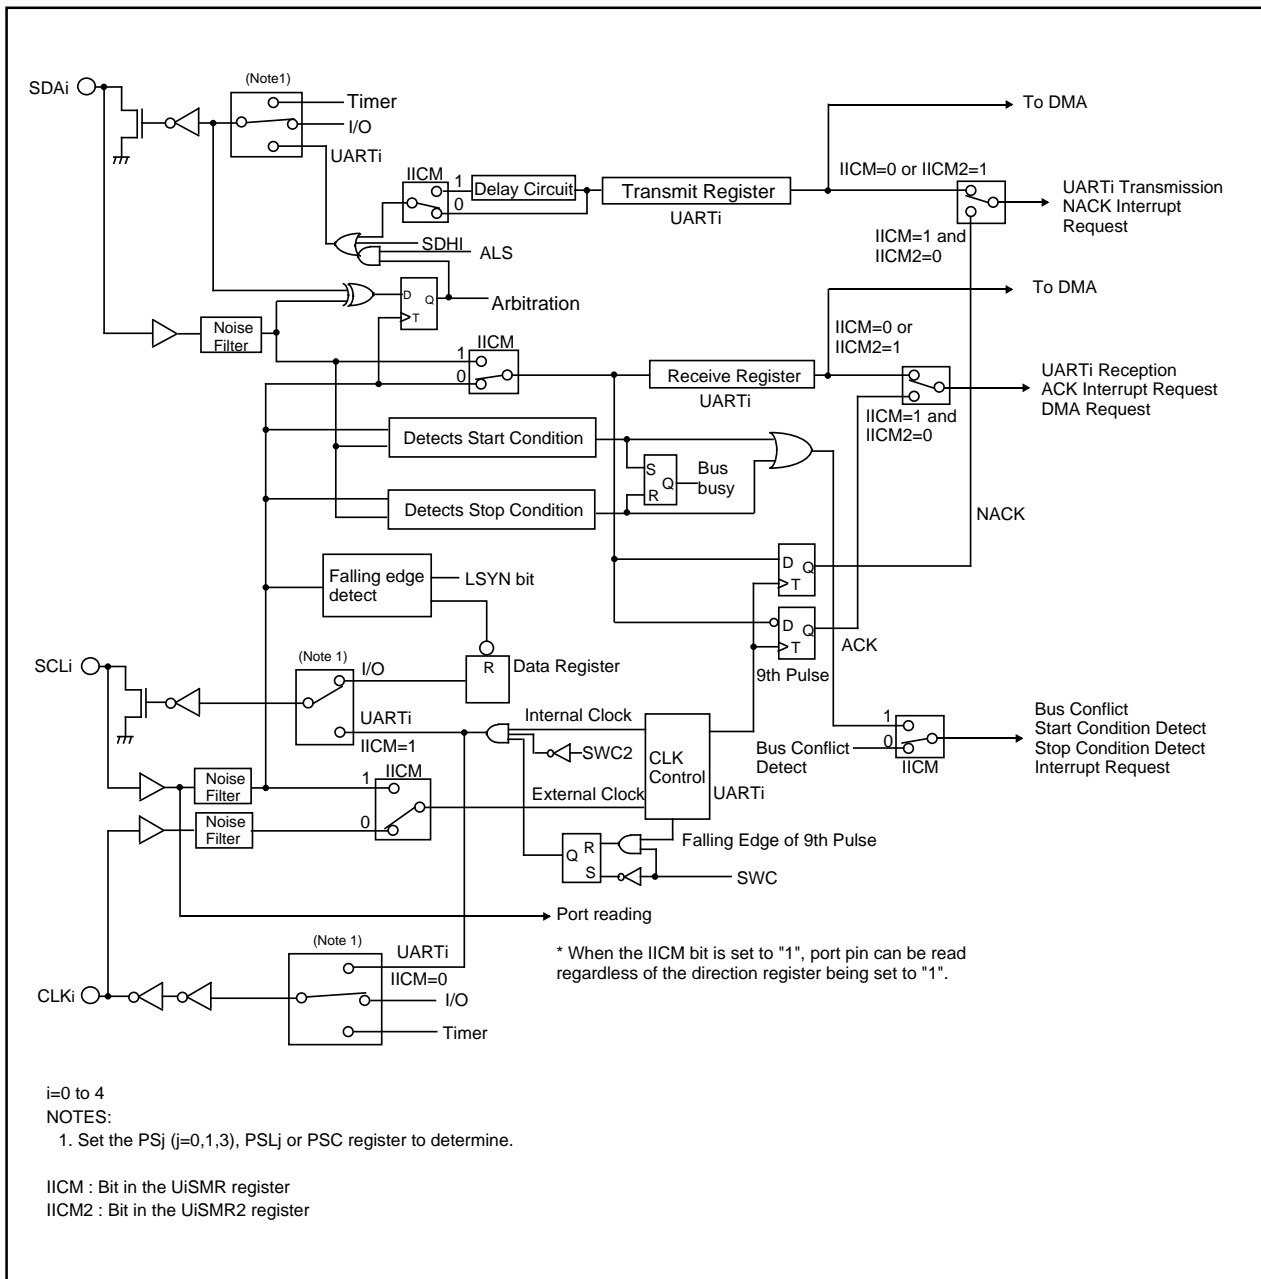 (Note1)
SDAi
Timer
I/O
UARTi
To DMA
IICM
1
0
Delay Circuit
Transmit Register
UARTi
IICM=0 or IICM2=1
UARTi Transmission
NACK Interrupt
Request
IICM=1 and
IICM2=0
SDHI
ALS
D
Q
T
Arbitration
To DMA
Noise
Filter
IICM
1
0
IICM=0 or
IICM2=1
Receive Register
UARTi
UARTi Reception
ACK Interrupt Request
DMA Request
IICM=1 and
IICM2=0
Detects Start Condition
S
Q
R
Bus
busy
Detects Stop Condition
NACK
Falling edge
detect
LSYN bit
D
Q
T
D
Q
T
ACK
9th Pulse
SCLi
(Note 1)
I/O
R
Data Register
UARTi
IICM=1
Internal Clock
SWC2
CLK
Control
UARTi
Bus Conflict
Detect
1
0
IICM
Bus Conflict
Start Condition Detect
Stop Condition Detect
Interrupt Request
Noise
Filter
1
IICM
External Clock
Noise
Filter
0
Q
R
S
Falling Edge of 9th Pulse
SWC
Port reading
(Note 1)
UARTi
IICM=0
* When the IICM bit is set to "1", port pin can be read
regardless of the direction register being set to "1".
CLKi
I/O
Timer
i=0 to 4
NOTES:
1. Set the PSj (j=0,1,3), PSLj or PSC register to determine.
IICM : Bit in the UiSMR register
IICM2 : Bit in the UiSMR2 register